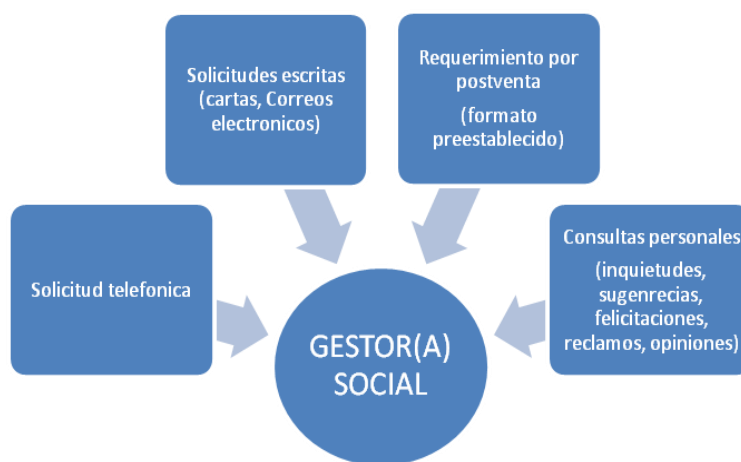 Solicitudes escritas
(cartas, Correos
electronicos)
Requerimiento por
postventa
(formato
preestablecido)
Solicitud telefonica
Consultas personales
(inquietudes,
sugenrecias,
felicitaciones,
reclamos, opiniones)
GESTOR(A)
SOCIAL